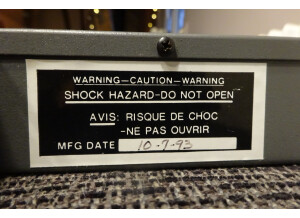 WARNING—CAUTION—WARNING
SHOCK HAZARD-DO NOT OPEN
AVIS: RISQUE DE CHOC
-NE PAS OUVRIR
MFG DATE 10-7-93